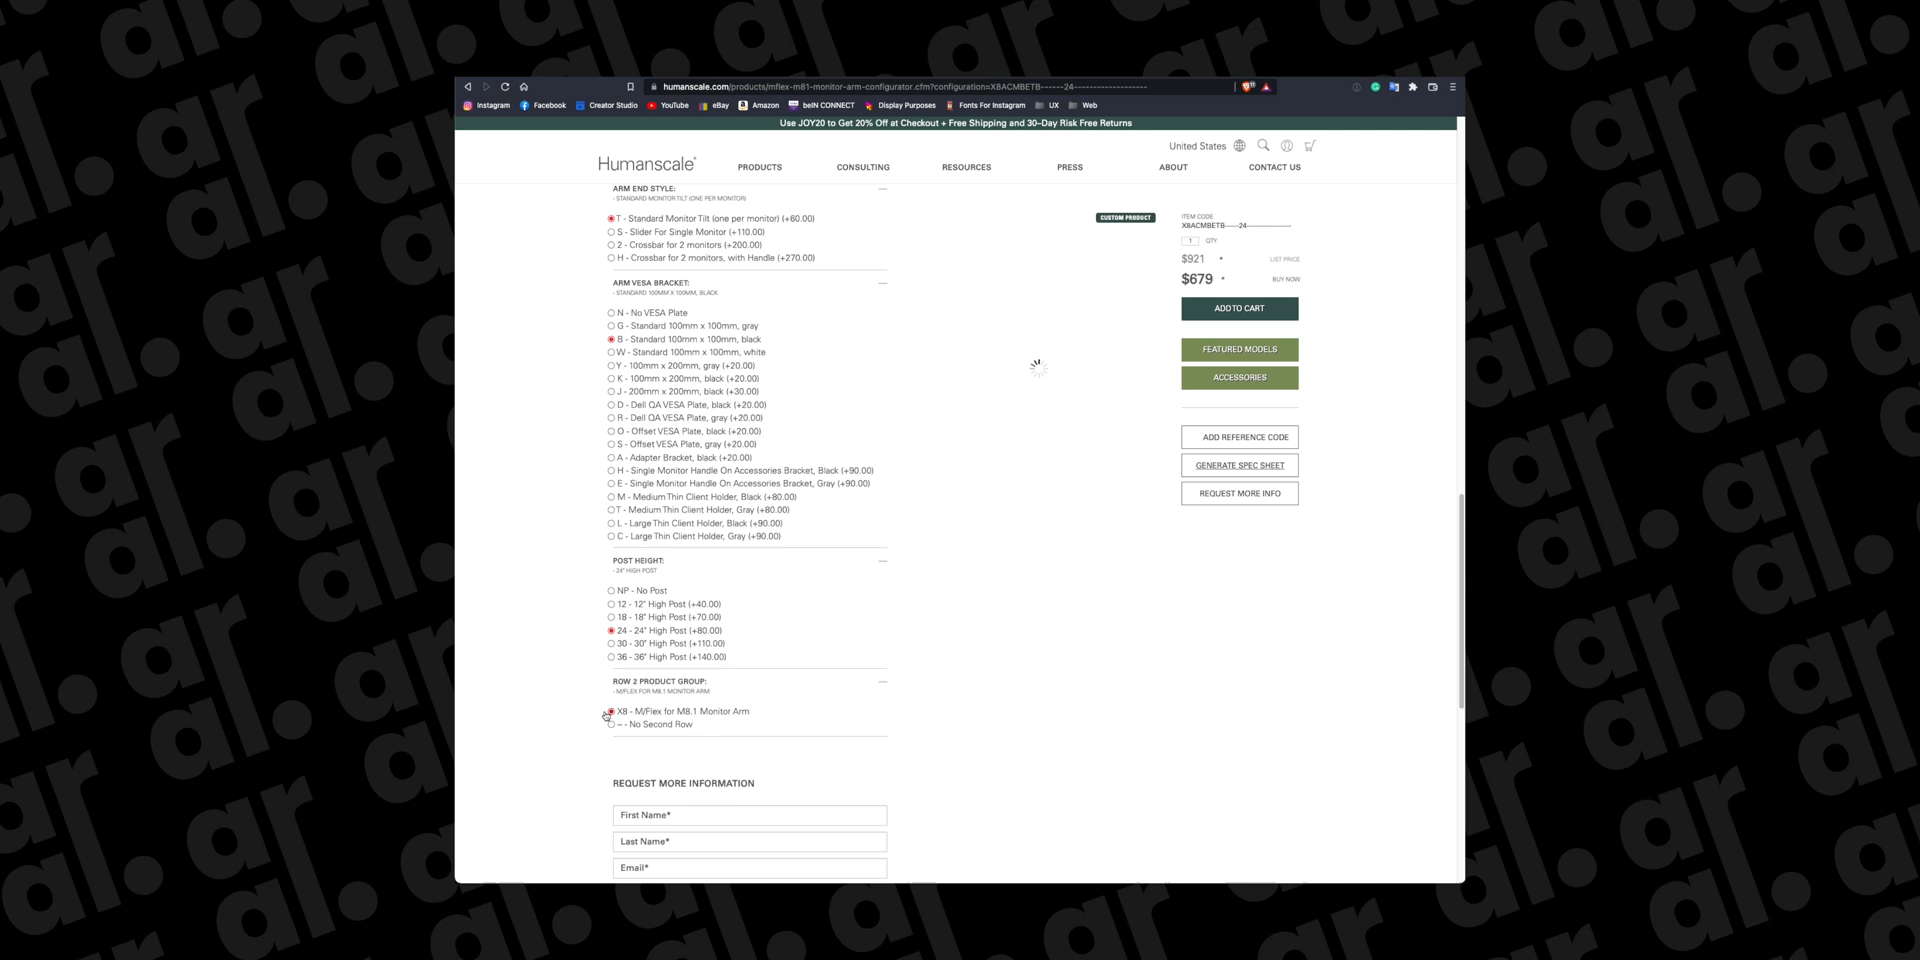 humanscale.com/products/mflex-m81-monitor-arm-configurator.cfm?configuration=X8ACMBETB------24-------------------
Instagram Facebook Creator Studio YouTube eBay Amazon beIN CONNECT Display Purposes Fonts For Instagram UX Web
Use JOY20 to Get 20% Off at Checkout + Free Shipping and 30-Day Risk Free Returns
United States
Humanscale®
PRODUCTS CONSULTING RESOURCES PRESS ABOUT CONTACT US
ARM END STYLE:
- STANDARD MONITOR TILT (ONE PER MONITOR)
T - Standard Monitor Tilt (one per monitor) (+60.00)
S - Slider For Single Monitor (+110.00)
2 - Crossbar for 2 monitors (+200.00)
H - Crossbar for 2 monitors, with Handle (+270.00)
ARM VESA BRACKET:
- STANDARD 100MM X 100MM, BLACK
N - No VESA Plate
G - Standard 100mm x 100mm, gray
B - Standard 100mm x 100mm, black
W - Standard 100mm x 100mm, white
Y - 100mm x 200mm, gray (+20.00)
K - 100mm x 200mm, black (+20.00)
J - 200mm x 200mm, black (+30.00)
D - Dell QA VESA Plate, black (+20.00)
R - Dell QA VESA Plate, gray (+20.00)
O - Offset VESA Plate, black (+20.00)
S - Offset VESA Plate, gray (+20.00)
A - Adapter Bracket, black (+20.00)
H - Single Monitor Handle On Accessories Bracket, Black (+90.00)
E - Single Monitor Handle On Accessories Bracket, Gray (+90.00)
M - Medium Thin Client Holder, Black (+80.00)
T - Medium Thin Client Holder, Gray (+80.00)
L - Large Thin Client Holder, Black (+90.00)
C - Large Thin Client Holder, Gray (+90.00)
POST HEIGHT:
- 24" HIGH POST
NP - No Post
12 - 12" High Post (+40.00)
18 - 18" High Post (+70.00)
24 - 24" High Post (+80.00)
30 - 30" High Post (+110.00)
36 - 36" High Post (+140.00)
ROW 2 PRODUCT GROUP:
- M/FLEX FOR M8.1 MONITOR ARM
X8 - M/Flex for M8.1 Monitor Arm
-- - No Second Row
REQUEST MORE INFORMATION
First Name*
Last Name*
Email*
CUSTOM PRODUCT
ITEM CODE
X8ACMBETB------24-------------------
1 QTY
$921 * LIST PRICE
$679 * BUY NOW
ADD TO CART
FEATURED MODELS
ACCESSORIES
ADD REFERENCE CODE
GENERATE SPEC SHEET
REQUEST MORE INFO